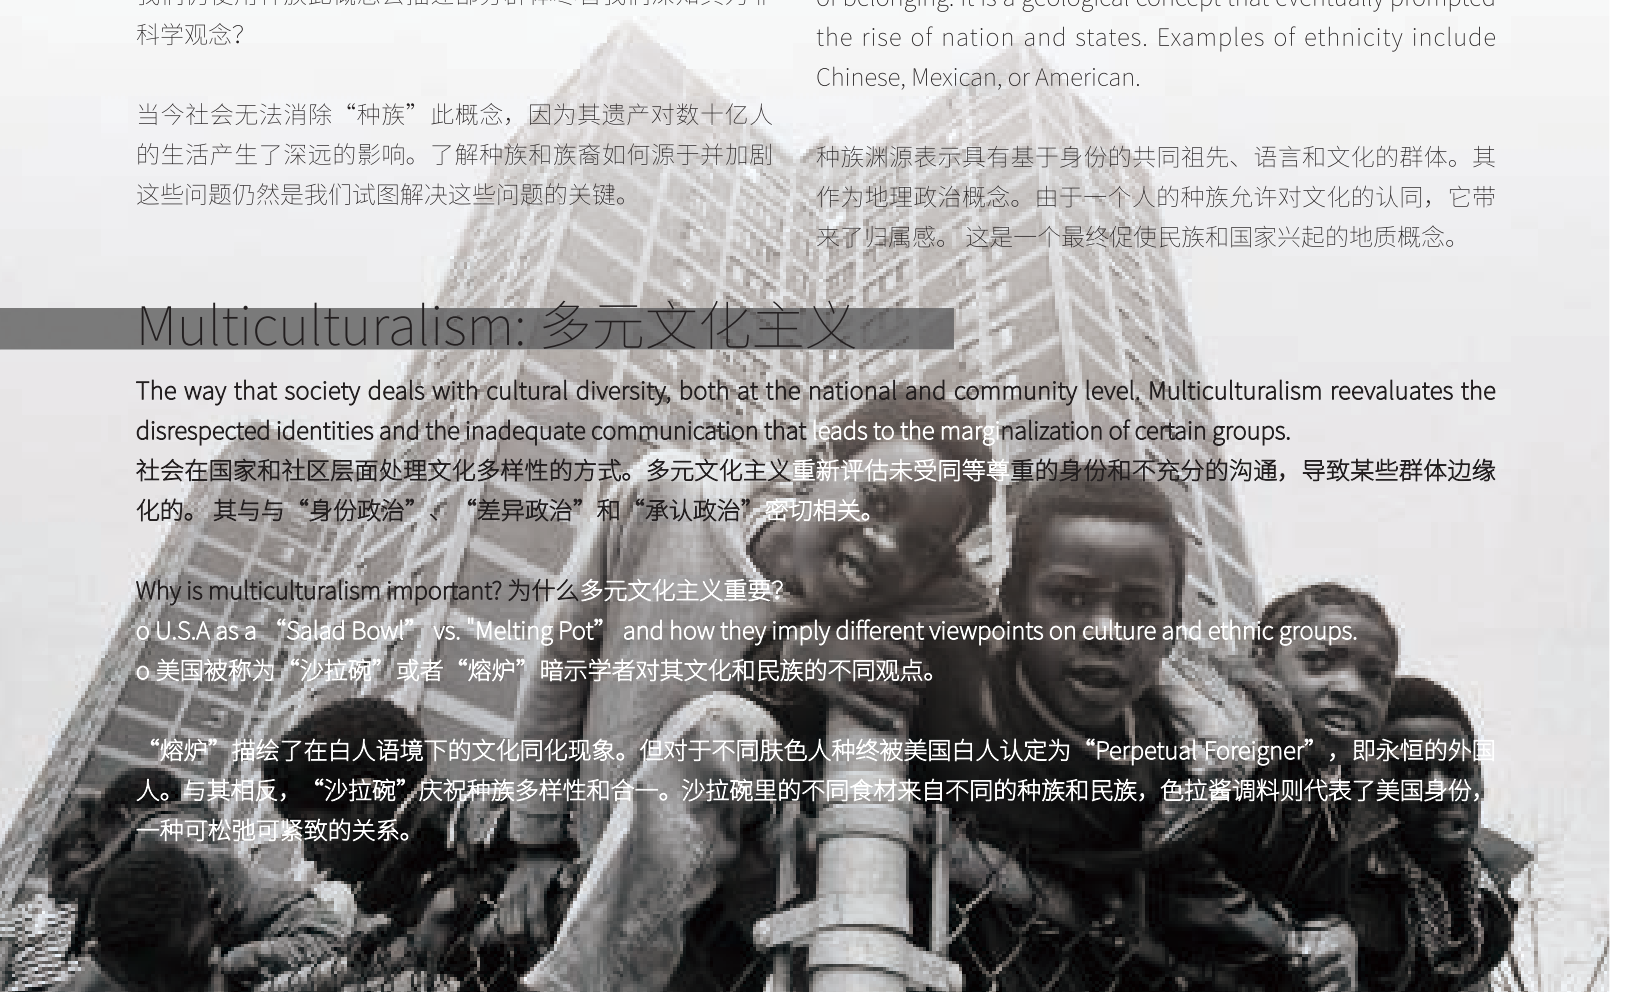 科学观念？
当今社会无法消除“种族”此概念，因为其遗产对数十亿人
的生活产生了深远的影响。了解种族和族裔如何源于并加剧
这些问题仍然是我们试图解决这些问题的关键。
of belonging. It is a geological concept that eventually prompted
the rise of nation and states. Examples of ethnicity include
Chinese, Mexican, or American.
种族渊源表示具有基于身份的共同祖先、语言和文化的群体。其
作为地理政治概念。由于一个人的种族允许对文化的认同，它带
来了归属感。 这是一个最终促使民族和国家兴起的地质概念。
Multiculturalism: 多元文化主义
The way that society deals with cultural diversity, both at the national and community level. Multiculturalism reevaluates the
disrespected identities and the inadequate communication that leads to the marginalization of certain groups.
社会在国家和社区层面处理文化多样性的方式。多元文化主义重新评估未受同等尊重的身份和不充分的沟通，导致某些群体边缘
化的。 其与与“身份政治”、 “差异政治”和“承认政治”密切相关。
Why is multiculturalism important? 为什么多元文化主义重要？
o U.S.A as a “Salad Bowl” vs. "Melting Pot” and how they imply different viewpoints on culture and ethnic groups.
o 美国被称为“沙拉碗”或者“熔炉”暗示学者对其文化和民族的不同观点。
“熔炉”描绘了在白人语境下的文化同化现象。但对于不同肤色人种终被美国白人认定为“Perpetual Foreigner”，即永恒的外国
人。与其相反，“沙拉碗”庆祝种族多样性和合一。沙拉碗里的不同食材来自不同的种族和民族，色拉酱调料则代表了美国身份，
一种可松弛可紧致的关系。